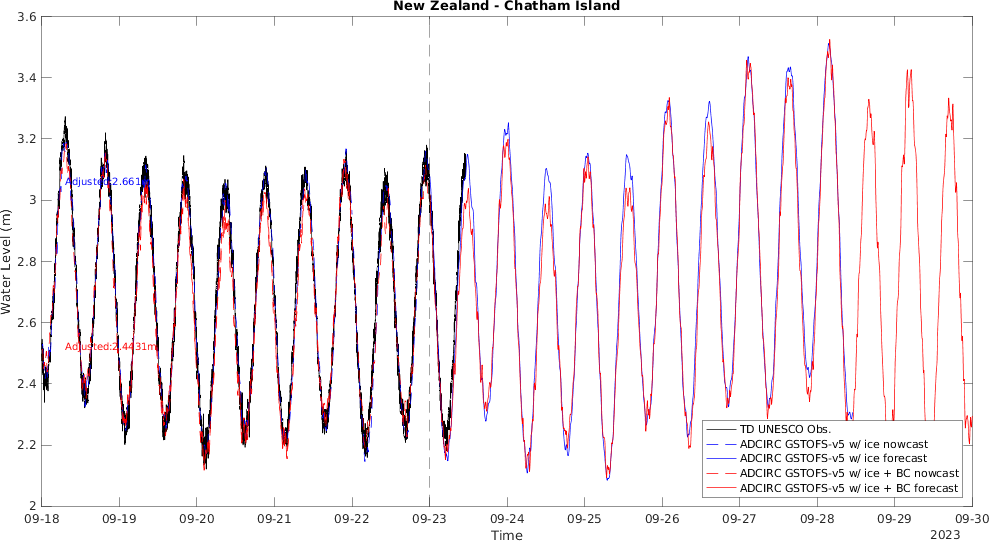 New Zealand - Chatham Island
3.6
3.4
3.2
3
2.8
2.6
2.4
2.2
2
Water Level (m)
Adjusted:2.661
Adjusted:2.4431m
TD UNESCO Obs.
ADCIRC GSTOFS-v5 w/ ice nowcast
ADCIRC GSTOFS-v5 w/ ice forecast
ADCIRC GSTOFS-v5 w/ ice + BC nowcast
ADCIRC GSTOFS-v5 w/ ice + BC forecast
09-18 09-19 09-20 09-21 09-22 09-23 09-24 09-25 09-26 09-27 09-28 09-29 09-30
Time
2023